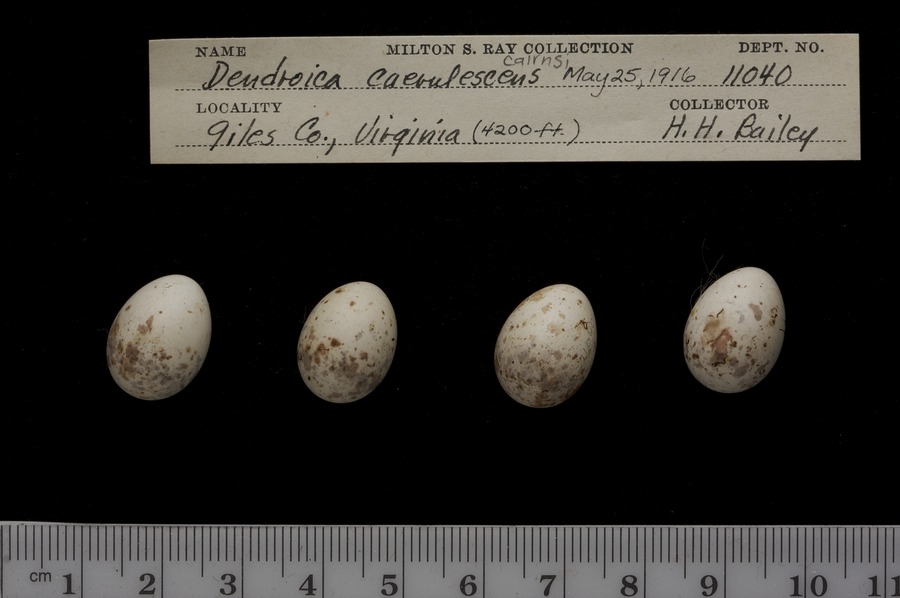 NAME MILTON S. RAY COLLECTION DEPT. NO.
cairnsi
Dendroica caerulescens May 25, 1916 11040
LOCALITY COLLECTOR
Giles Co., Virginia (4200 ft.) H. H. Bailey
cm 1 2 3 4 5 6 7 8 9 10 11